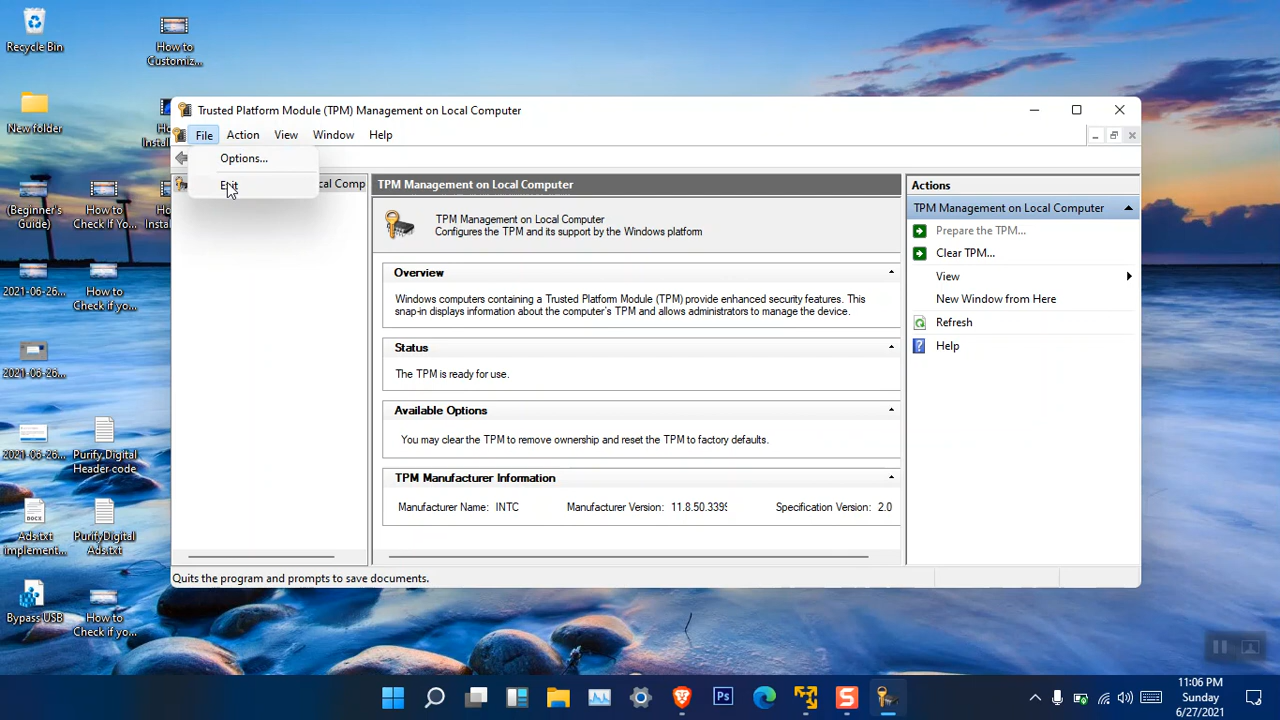 Recycle Bin
How to
Customiz...
New folder
(Beginner's
Guide)
How to
Check If Yo...
2021-06-26...
How to
Check if yo...
2021-06-26...
2021-06-26...
Purify Digital
Header code
Ads.txt
implement...
PurifyDigital
Ads.txt
Bypass USB
How to
Check if yo...
Trusted Platform Module (TPM) Management on Local Computer
File Action View Window Help
Options...
Exit
cal Comp
TPM Management on Local Computer
TPM Management on Local Computer
Configures the TPM and its support by the Windows platform
Overview
Windows computers containing a Trusted Platform Module (TPM) provide enhanced security features. This
snap-in displays information about the computer's TPM and allows administrators to manage the device.
Status
The TPM is ready for use.
Available Options
You may clear the TPM to remove ownership and reset the TPM to factory defaults.
TPM Manufacturer Information
Manufacturer Name: INTC Manufacturer Version: 11.8.50.339 Specification Version: 2.0
Actions
TPM Management on Local Computer
Prepare the TPM...
Clear TPM...
View
New Window from Here
Refresh
Help
Quits the program and prompts to save documents.
Ps
S
11:06 PM
Sunday
6/27/2021